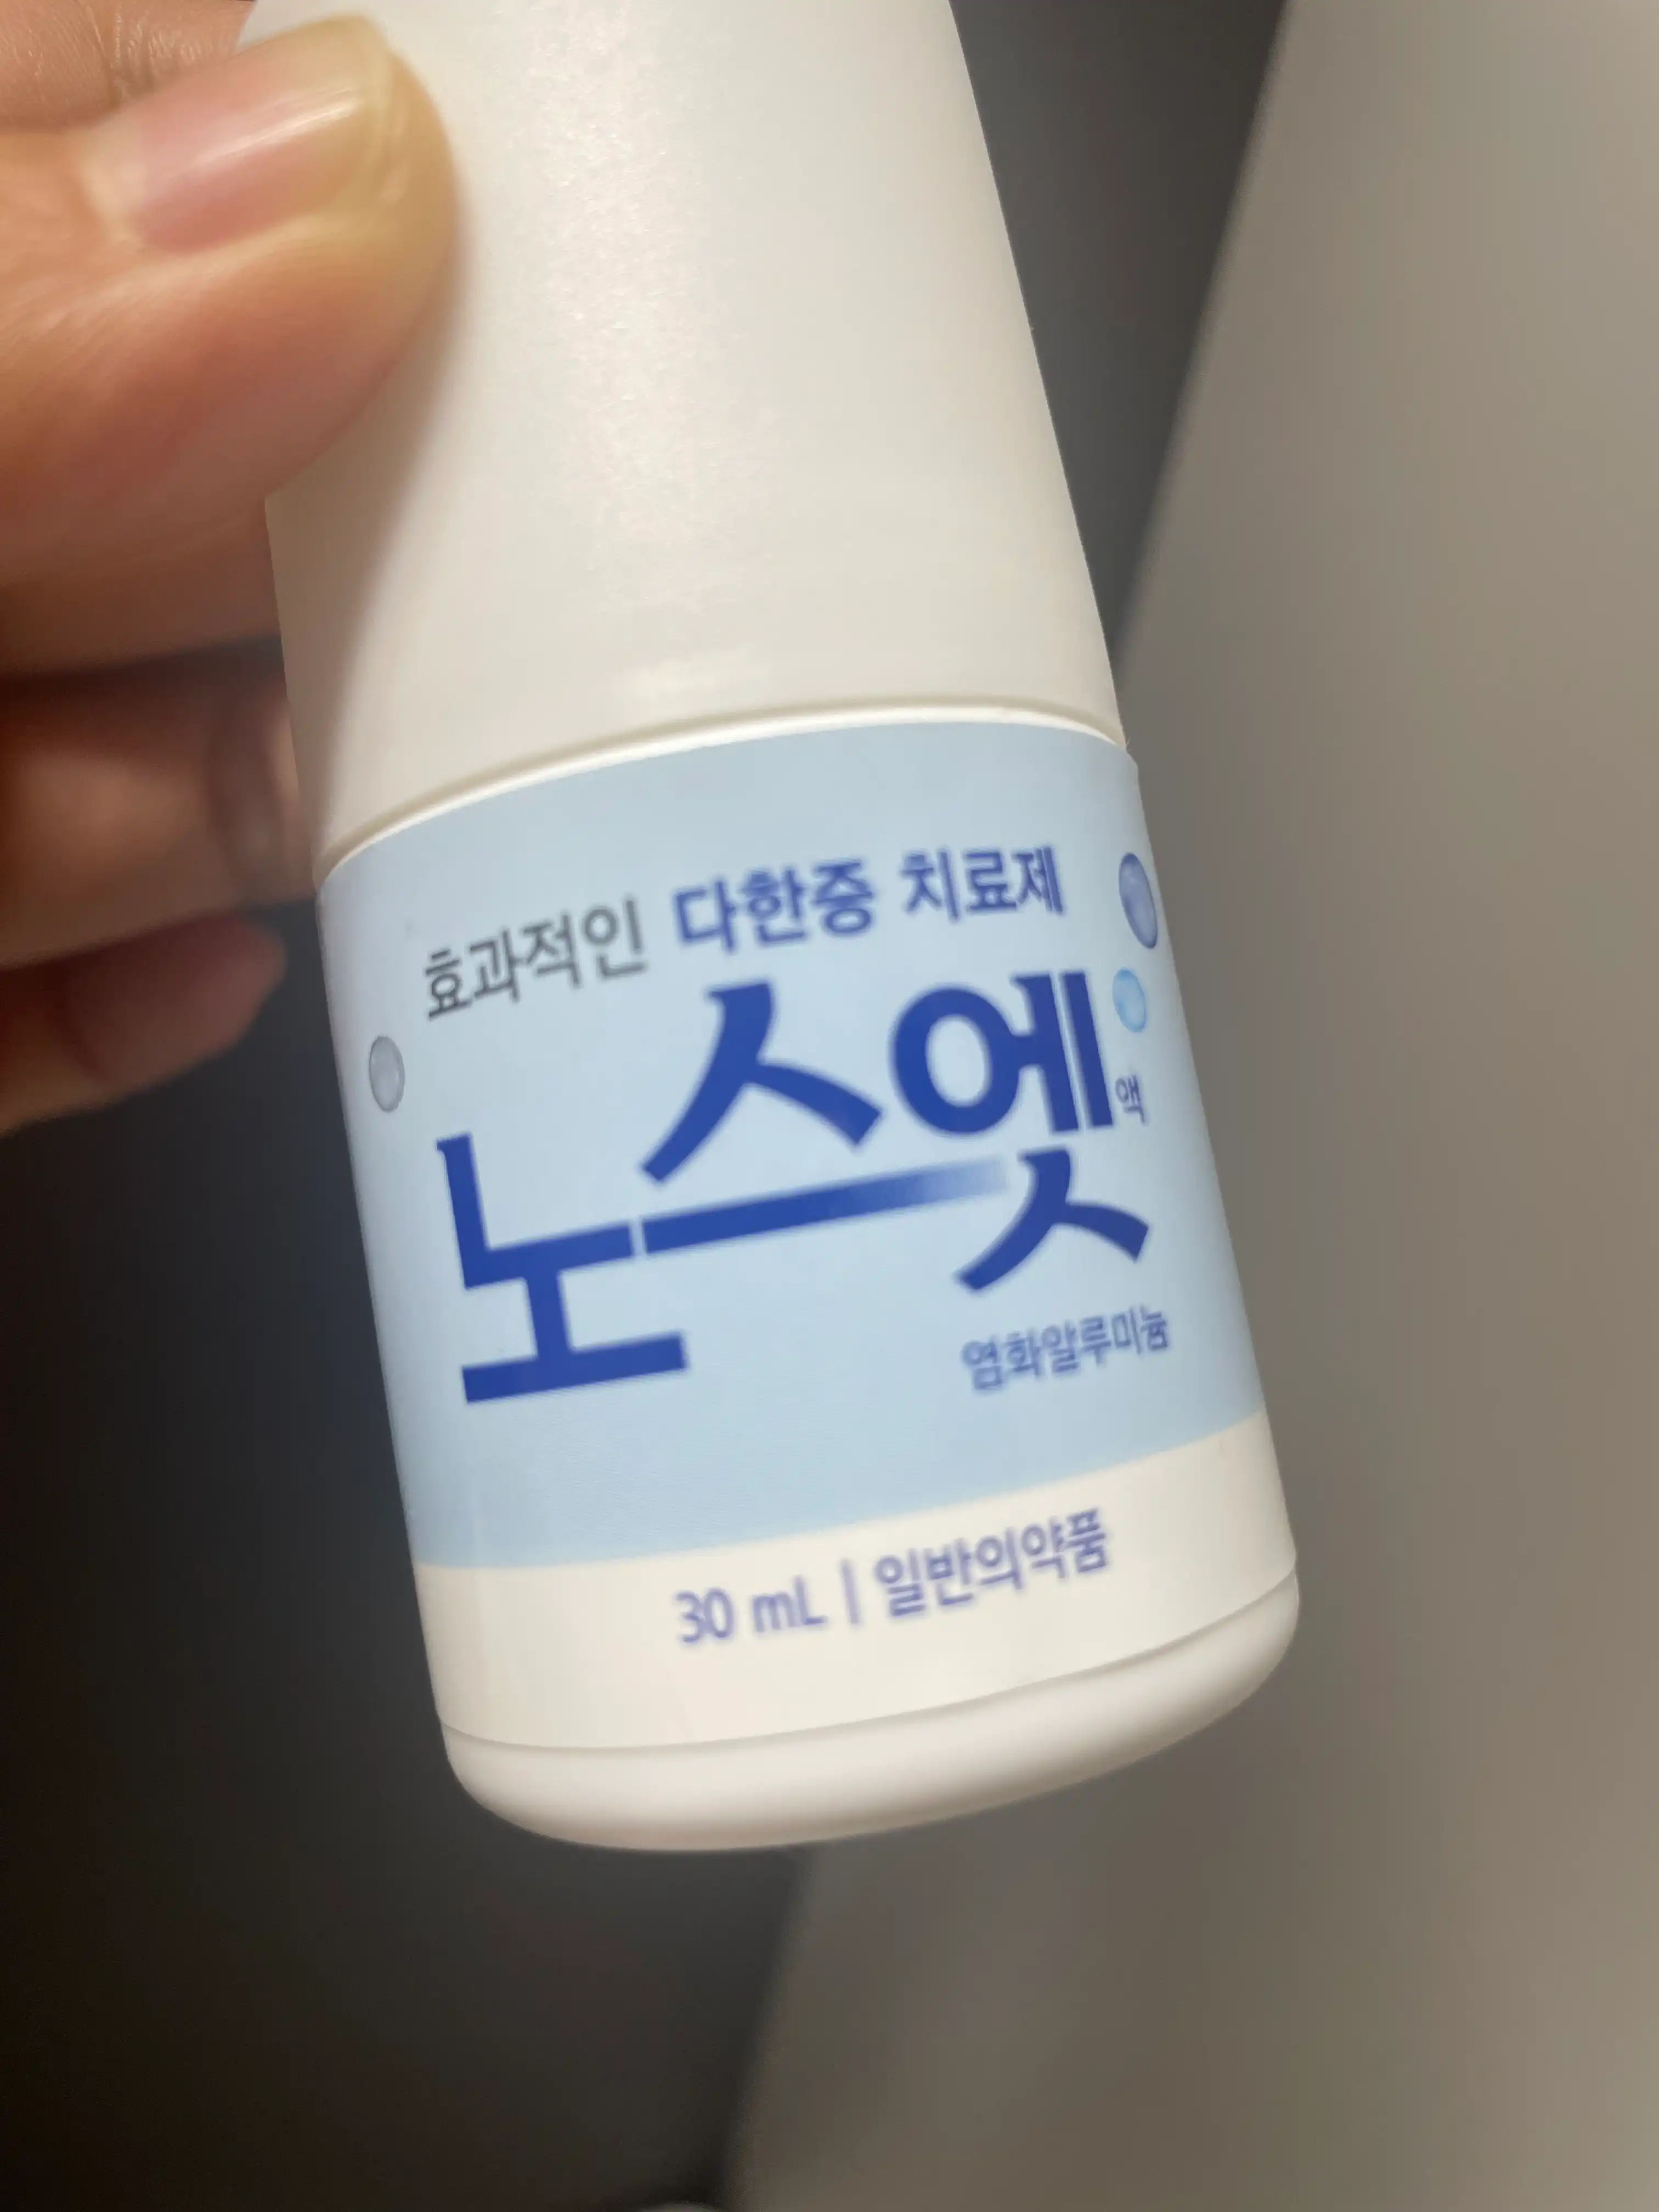 효과적인 다한증 치료제
노스엣액
염화알루미늄
30 mL | 일반의약품